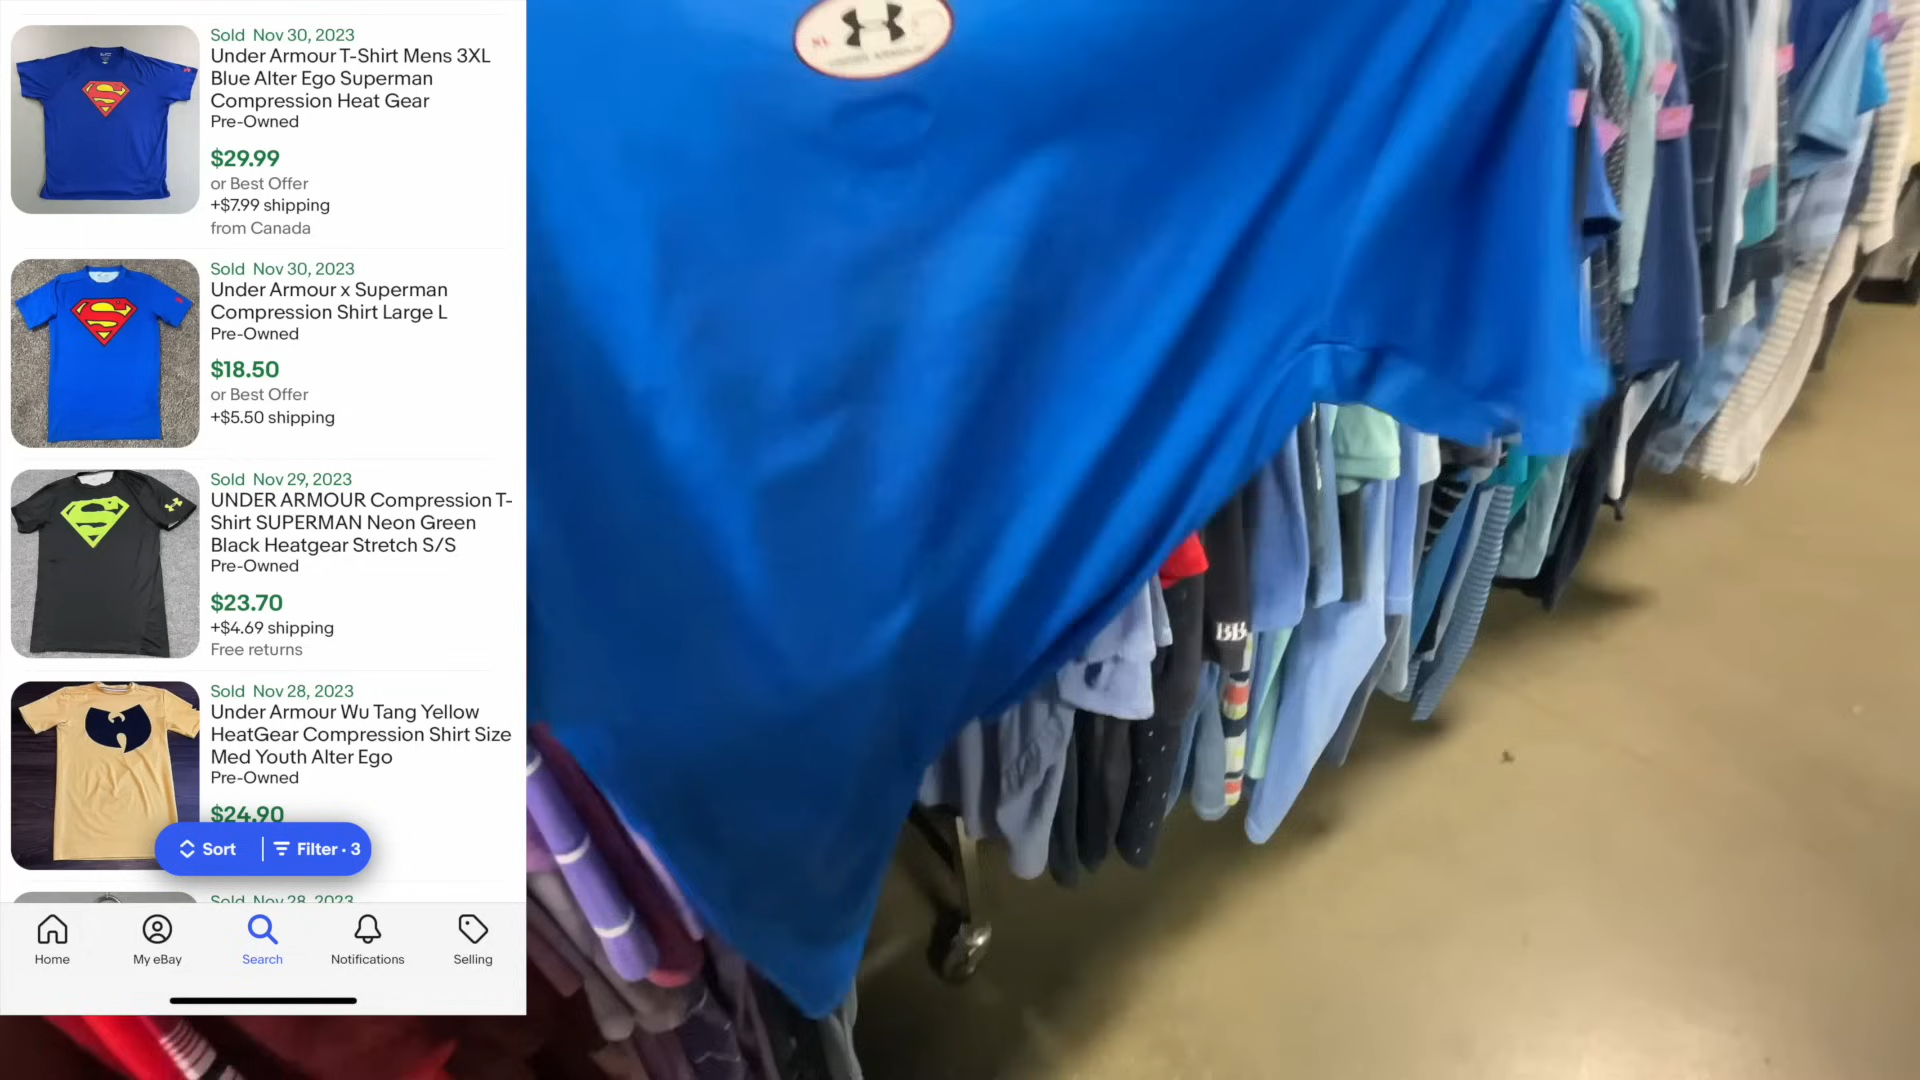 Sold Nov 30, 2023
Under Armour T-Shirt Mens 3XL
Blue Alter Ego Superman
Compression Heat Gear
Pre-Owned
$29.99
or Best Offer
+$7.99 shipping
from Canada
Sold Nov 30, 2023
Under Armour x Superman
Compression Shirt Large L
Pre-Owned
$18.50
or Best Offer
+$5.50 shipping
Sold Nov 29, 2023
UNDER ARMOUR Compression T-
Shirt SUPERMAN Neon Green
Black Heatgear Stretch S/S
Pre-Owned
$23.70
+$4.69 shipping
Free returns
Sold Nov 28, 2023
Under Armour Wu Tang Yellow
HeatGear Compression Shirt Size
Med Youth Alter Ego
Pre-Owned
$24.90
Sort
Filter · 3
Sold Nov 28, 2023
Home
My eBay
Search
Notifications
Selling
BB